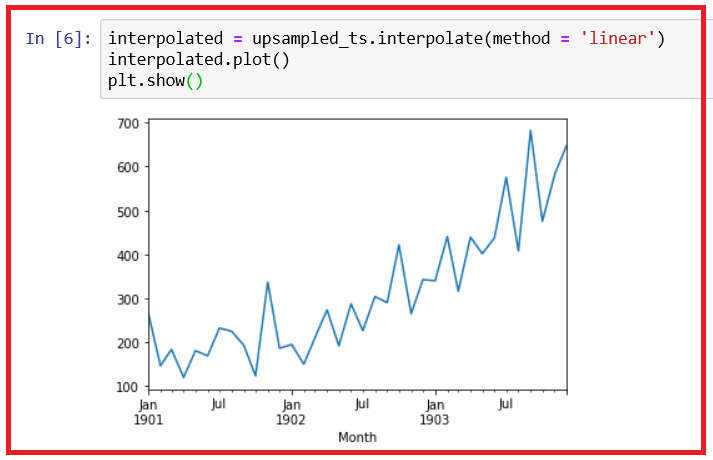 In [6]: interpolated = upsampled_ts.interpolate(method = 'linear')
interpolated.plot()
plt.show()
700
600
500
400
300
200
100
Jan Jul Jan Jul Jan Jul
1901 1902 1903
Month